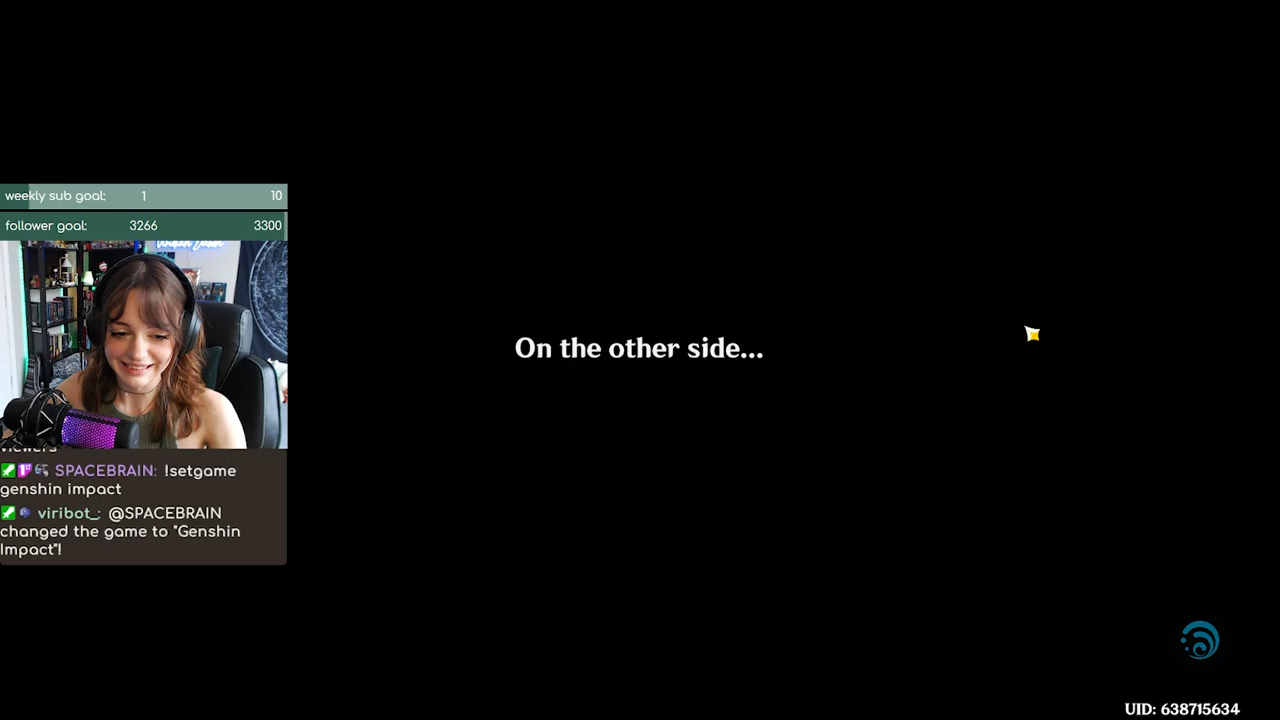 weekly sub goal: 1 10
follower goal: 3266 3300
On the other side...
viewers
SPACEBRAIN: !setgame
genshin impact
viribot_: @SPACEBRAIN
changed the game to "Genshin
Impact"!
UID: 638715634